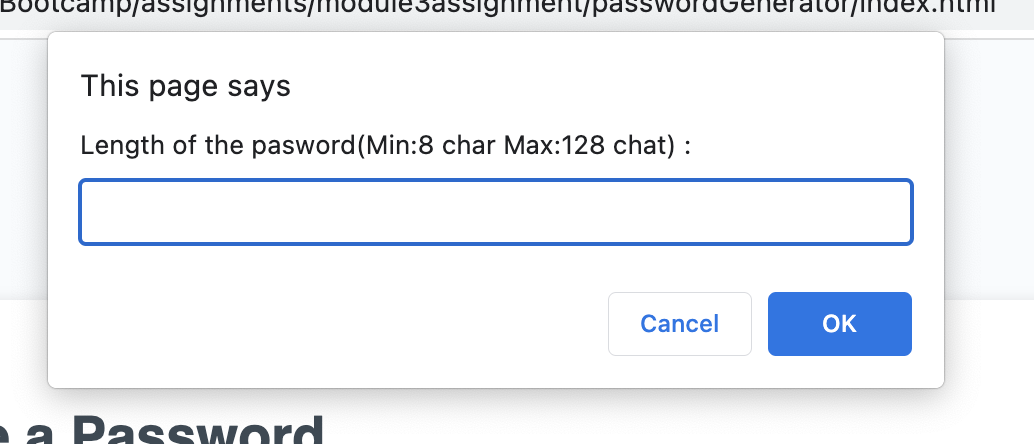 Bootcamp/assignments/module3assignment/passwordGenerator/index.html
This page says
Length of the pasword(Min:8 char Max:128 chat) :
Cancel
OK
e a Password